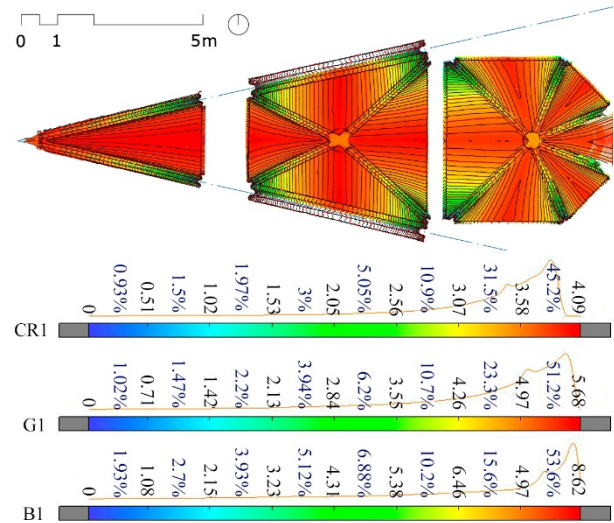 0 1 5m
0 0.93% 0.51 1.5% 1.02 1.97% 1.53 3% 2.05 5.05% 2.56 10.9% 3.07 31.5% 3.58 45.2% 4.09
CR1
0 1.02% 0.71 1.47% 1.42 2.2% 2.13 3.94% 2.84 6.2% 3.55 10.7% 4.26 23.3% 4.97 51.2% 5.68
G1
0 1.93% 1.08 2.7% 2.15 3.93% 3.23 5.12% 4.31 6.88% 5.38 10.2% 6.46 15.6% 4.97 53.6% 8.62
B1